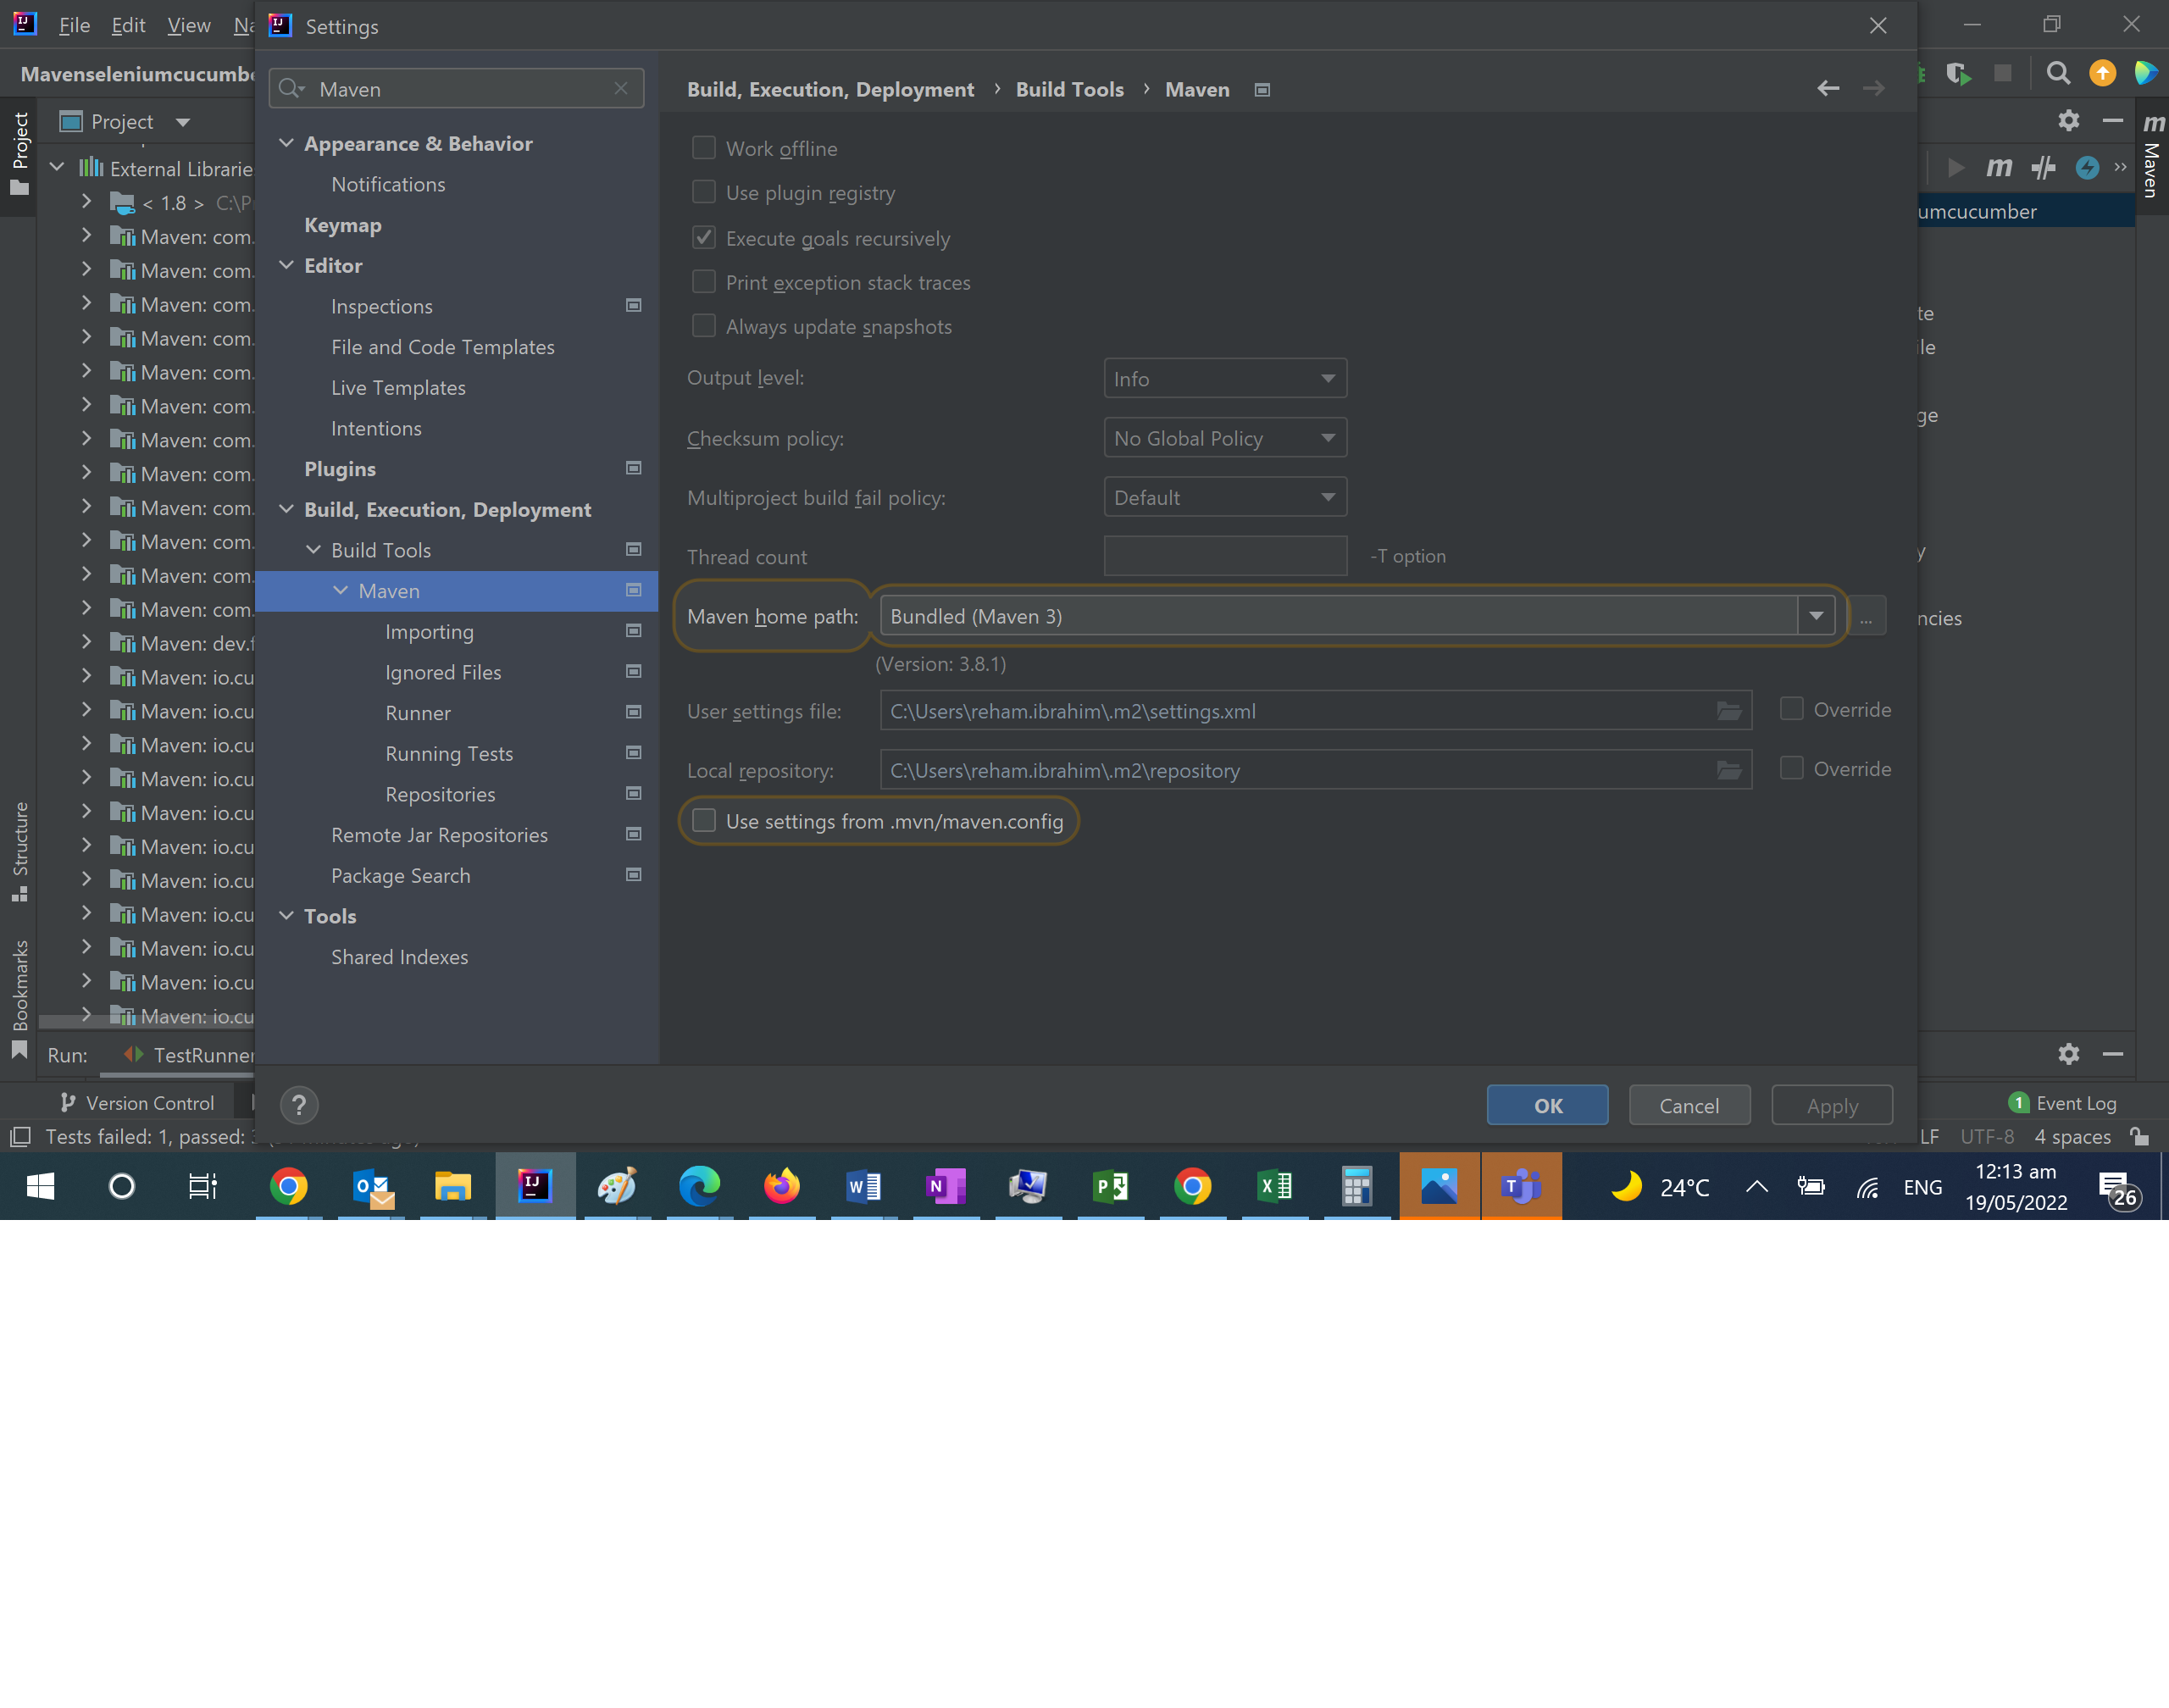 File Edit View Na
Settings
Mavenseleniumcucumbe
Maven
Build, Execution, Deployment › Build Tools › Maven
Project
Project
External Librarie
< 1.8 > C:\P
Maven: com.
Maven: com.
Maven: com.
Maven: com.
Maven: com.
Maven: com.
Maven: com.
Maven: com.
Maven: com.
Maven: com.
Maven: com.
Maven: com.
Maven: dev.f
Maven: io.cu
Maven: io.cu
Maven: io.cu
Maven: io.cu
Maven: io.cu
Maven: io.cu
Maven: io.cu
Maven: io.cu
Maven: io.cu
Maven: io.cu
Maven: io.cu
Structure
Bookmarks
Appearance & Behavior
Notifications
Keymap
Editor
Inspections
File and Code Templates
Live Templates
Intentions
Plugins
Build, Execution, Deployment
Build Tools
Maven
Importing
Ignored Files
Runner
Running Tests
Repositories
Remote Jar Repositories
Package Search
Tools
Shared Indexes
Work offline
Use plugin registry
Execute goals recursively
Print exception stack traces
Always update snapshots
Output level: Info
Checksum policy: No Global Policy
Multiproject build fail policy: Default
Thread count -T option
Maven home path: Bundled (Maven 3) ...
(Version: 3.8.1)
User settings file: C:\Users\reham.ibrahim\.m2\settings.xml Override
Local repository: C:\Users\reham.ibrahim\.m2\repository Override
Use settings from .mvn/maven.config
m
Maven
m
umcucumber
te
ile
ge
y
ncies
Run: TestRunner
? OK Cancel Apply
Version Control
1 Event Log
Tests failed: 1, passed:
LF UTF-8 4 spaces
24°C ENG
12:13 am
19/05/2022
26